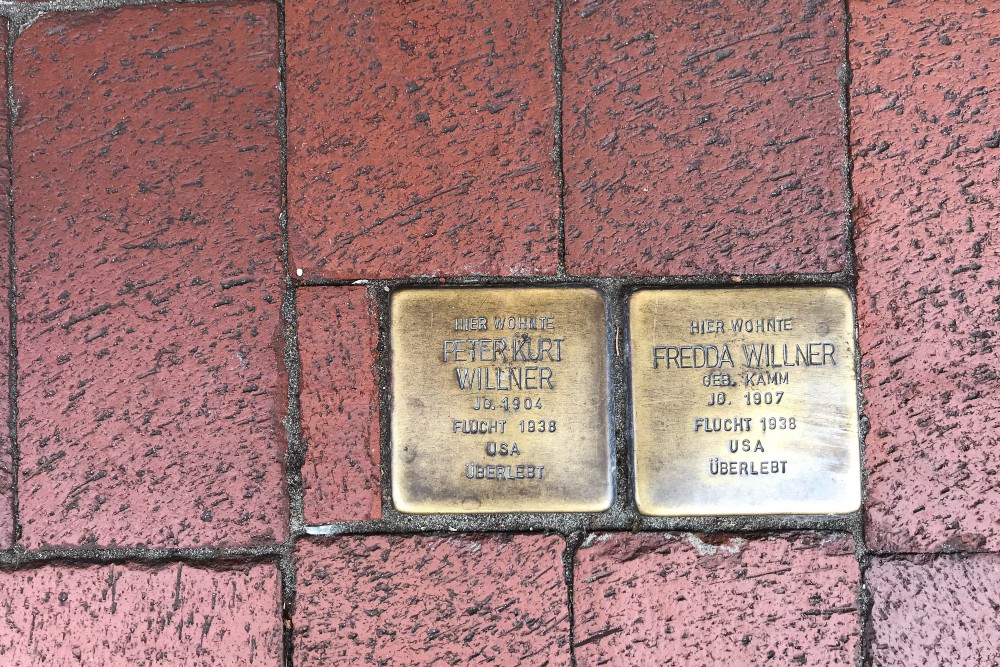 HIER WOHNTE
PETER KURT
WILLNER
JG. 1904
FLUCHT 1938
USA
ÜBERLEBT
HIER WOHNTE
FREDDA WILLNER
GEB. KAMM
JG. 1907
FLUCHT 1938
USA
ÜBERLEBT